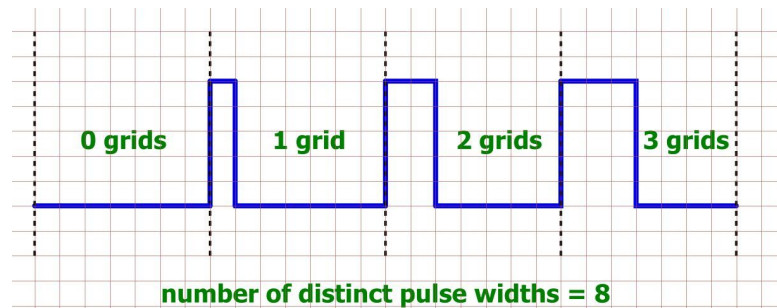 0 grids 1 grid 2 grids 3 grids
number of distinct pulse widths = 8